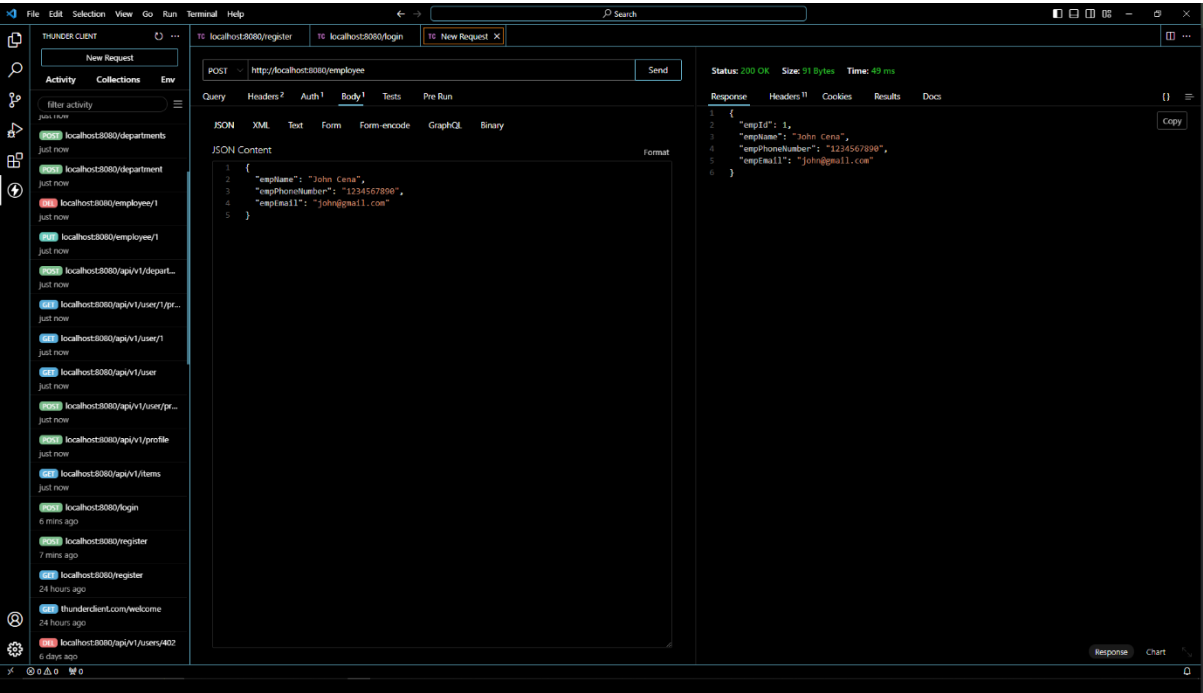 File Edit Selection View Go Run Terminal Help
Search
THUNDER CLIENT
New Request
Activity Collections Env
filter activity
just now
POST localhost:8080/departments
just now
POST localhost:8080/department
just now
DEL localhost:8080/employee/1
just now
PUT localhost:8080/employee/1
just now
POST localhost:8080/api/v1/depart...
just now
GET localhost:8080/api/v1/user/1/pr...
just now
GET localhost:8080/api/v1/user/1
just now
GET localhost:8080/api/v1/user
just now
POST localhost:8080/api/v1/user/pr...
just now
POST localhost:8080/api/v1/profile
just now
GET localhost:8080/api/v1/items
just now
POST localhost:8080/login
6 mins ago
POST localhost:8080/register
7 mins ago
GET localhost:8080/register
24 hours ago
GET thunderclient.com/welcome
24 hours ago
DEL localhost:8080/api/v1/users/402
6 days ago
TC localhost:8080/register TC localhost:8080/login TC New Request
POST http://localhost:8080/employee Send
Query Headers 2 Auth 1 Body 1 Tests Pre Run
JSON XML Text Form Form-encode GraphQL Binary
JSON Content Format
1 {
2 "empName": "John Cena",
3 "empPhoneNumber": "1234567890",
4 "empEmail": "john@gmail.com"
5 }
Status: 200 OK Size: 91 Bytes Time: 49 ms
Response Headers 11 Cookies Results Docs {}
Copy
1 {
2 "empId": 1,
3 "empName": "John Cena",
4 "empPhoneNumber": "1234567890",
5 "empEmail": "john@gmail.com"
6 }
Response Chart
0 0 0